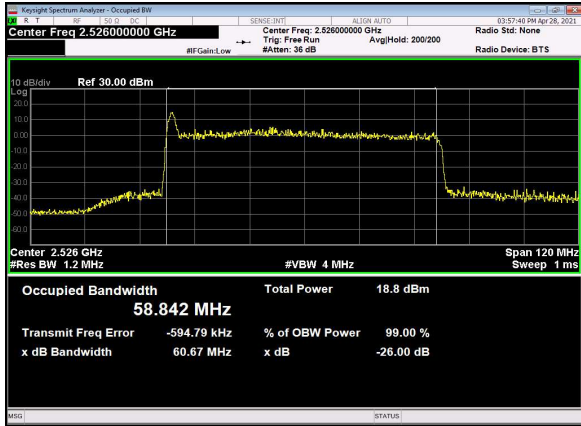 Keysight Spectrum Analyzer - Occupied BW
LXI R T RF 50 Ω DC SENSE:INT ALIGN AUTO 03:57:40 PM Apr 28, 2021
Center Freq 2.526000000 GHz Center Freq: 2.526000000 GHz Radio Std: None
Trig: Free Run Avg|Hold: 200/200
#IFGain:Low #Atten: 36 dB Radio Device: BTS
10 dB/div Ref 30.00 dBm
Log
20.0
10.0
0.00
-10.0
-20.0
-30.0
-40.0
-50.0
-60.0
Center 2.526 GHz Span 120 MHz
#Res BW 1.2 MHz #VBW 4 MHz Sweep 1 ms
Occupied Bandwidth Total Power 18.8 dBm
58.842 MHz
Transmit Freq Error -594.79 kHz % of OBW Power 99.00 %
x dB Bandwidth 60.67 MHz x dB -26.00 dB
MSG STATUS